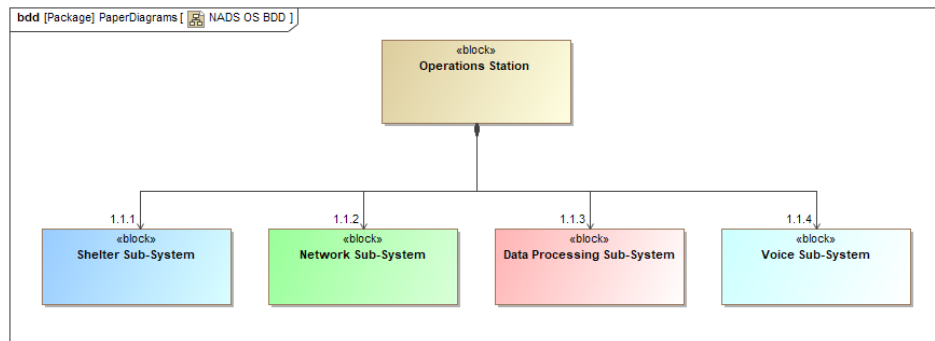 bdd [Package] PaperDiagrams [ NADS OS BDD ]
«block»
Operations Station
1.1.1
«block»
Shelter Sub-System
1.1.2
«block»
Network Sub-System
1.1.3
«block»
Data Processing Sub-System
1.1.4
«block»
Voice Sub-System